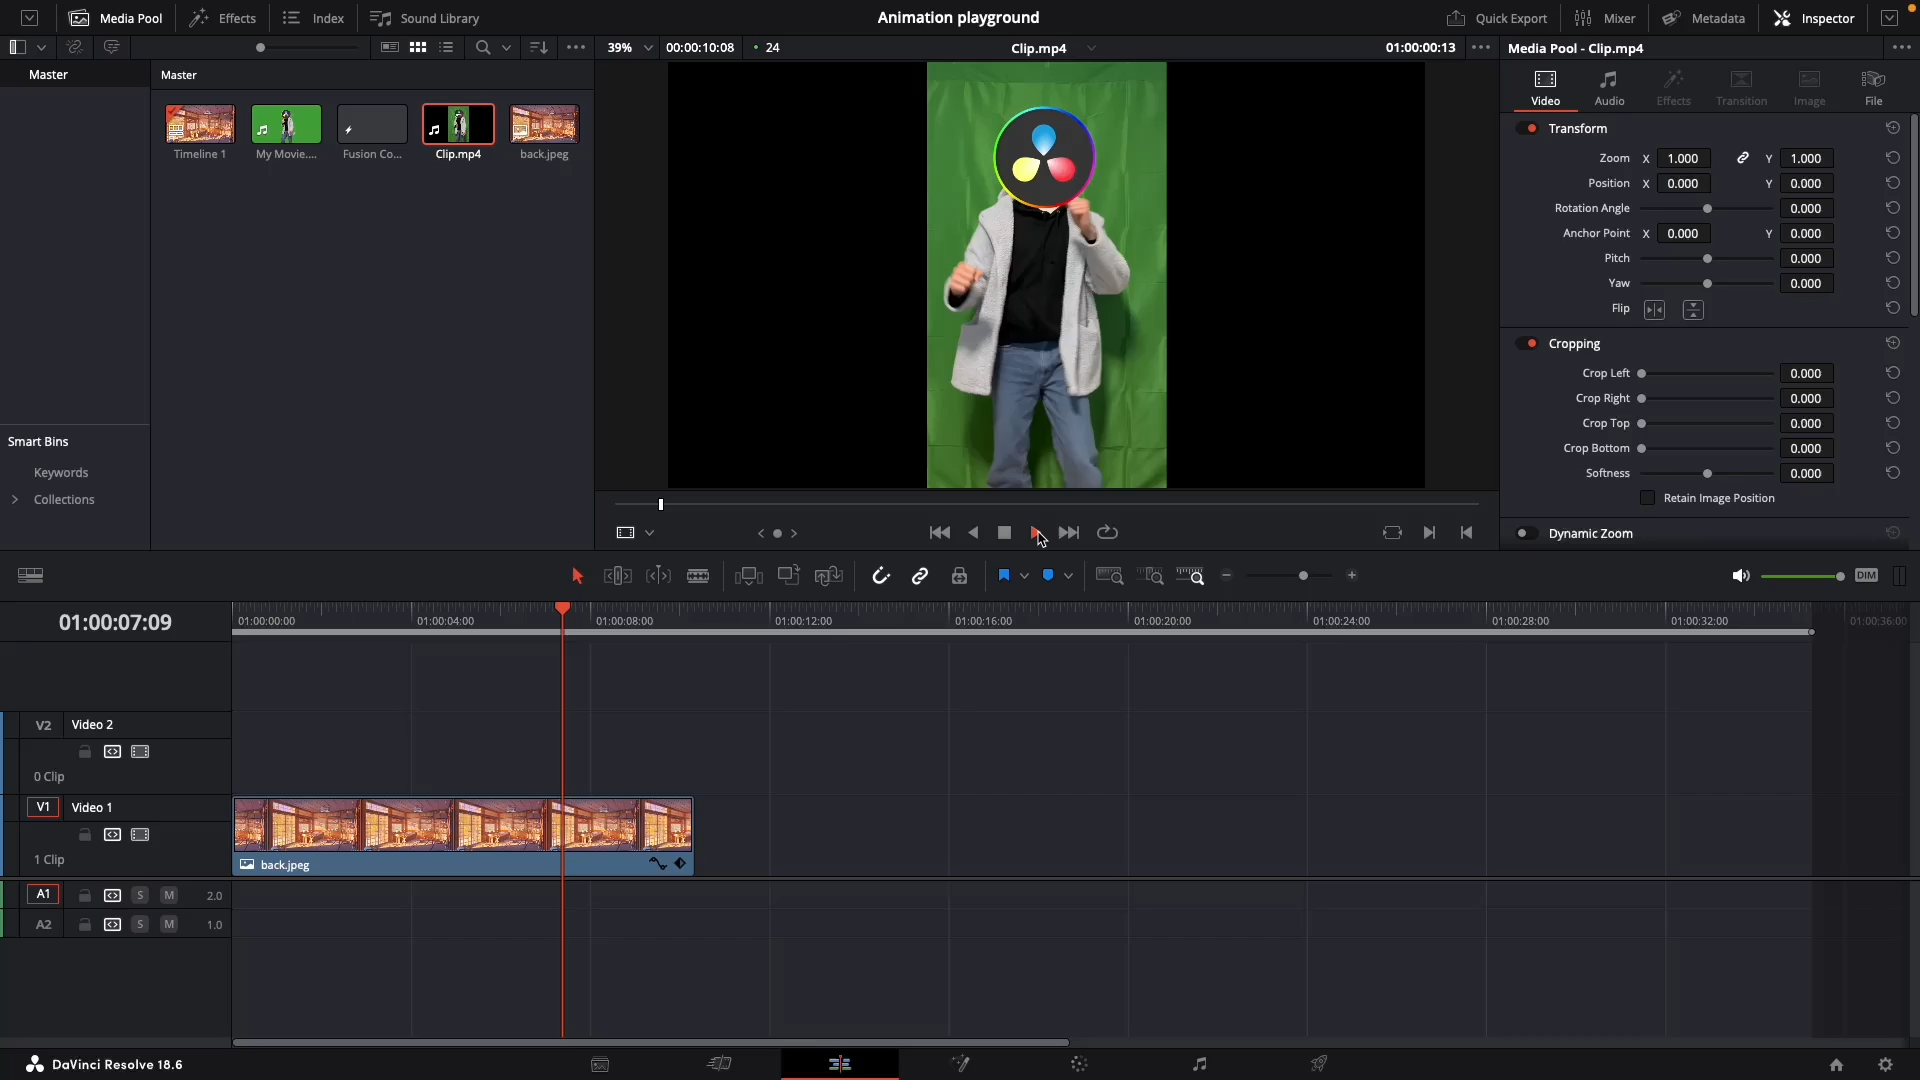 Media Pool Effects Index Sound Library Animation playground Quick Export Mixer Metadata Inspector
39% 00:00:10:08 24 Clip.mp4 01:00:00:13 Media Pool - Clip.mp4
Master Master
Video Audio Effects Transition Image File
Timeline 1 My Movie.... Fusion Co... Clip.mp4 back.jpeg
Transform
Zoom X 1.000 Y 1.000
Position X 0.000 Y 0.000
Rotation Angle 0.000
Anchor Point X 0.000 Y 0.000
Pitch 0.000
Yaw 0.000
Flip
Cropping
Crop Left 0.000
Crop Right 0.000
Crop Top 0.000
Crop Bottom 0.000
Softness 0.000
Retain Image Position
Dynamic Zoom
Smart Bins
Keywords
Collections
DIM
01:00:07:09
01:00:00:00 01:00:04:00 01:00:08:00 01:00:12:00 01:00:16:00 01:00:20:00 01:00:24:00 01:00:28:00 01:00:32:00 01:00:36:00
V2 Video 2
0 Clip
V1 Video 1
1 Clip
back.jpeg
A1 S M 2.0
A2 S M 1.0
DaVinci Resolve 18.6